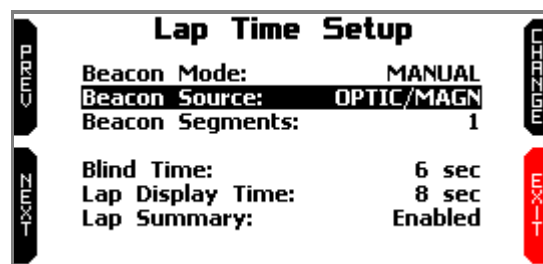 Lap Time Setup
PREV
CHANGE
Beacon Mode: MANUAL
Beacon Source: OPTIC/MAGN
Beacon Segments: 1
NEXT
EXIT
Blind Time: 6 sec
Lap Display Time: 8 sec
Lap Summary: Enabled